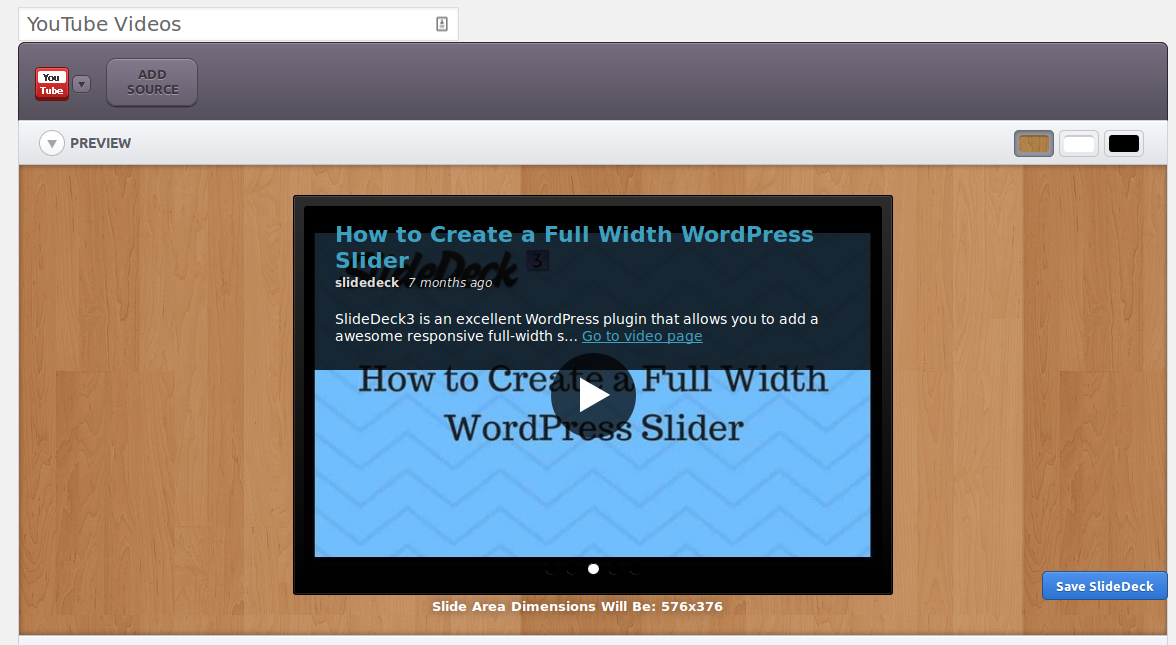 YouTube Videos
You
Tube
ADD
SOURCE
PREVIEW
How to Create a Full Width WordPress
Slider
SlideDeck 3
slidedeck 7 months ago
SlideDeck3 is an excellent WordPress plugin that allows you to add a
awesome responsive full-width s... Go to video page
How to Create a Full Width
WordPress Slider
Save SlideDeck
Slide Area Dimensions Will Be: 576x376